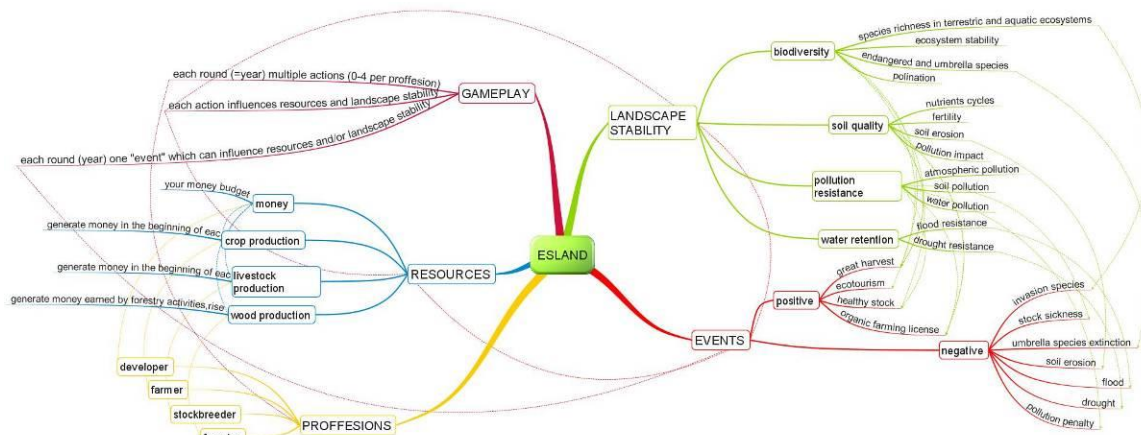 ESLAND
GAMEPLAY
each round (=year) multiple actions (0-4 per proffesion)
each action influences resources and landscape stability
each round (year) one "event" which can influence resources and/or landscape stability
RESOURCES
money
your money budget
crop production
generate money in the beginning of eac
livestock
production
generate money in the beginning of eac
wood production
generate money earned by forestry activities,rise
PROFFESIONS
developer
farmer
stockbreeder
LANDSCAPE
STABILITY
biodiversity
species richness in terrestric and aquatic ecosystems
ecosystem stability
endangered and umbrella species
polination
soil quality
nutrients cycles
fertility
soil erosion
pollution impact
pollution
resistance
atmospheric pollution
soil pollution
water pollution
water retention
flood resistance
drought resistance
EVENTS
positive
great harvest
ecotourism
healthy stock
organic farming license
negative
invasion species
stock sickness
umbrella species extinction
soil erosion
flood
drought
pollution penalty